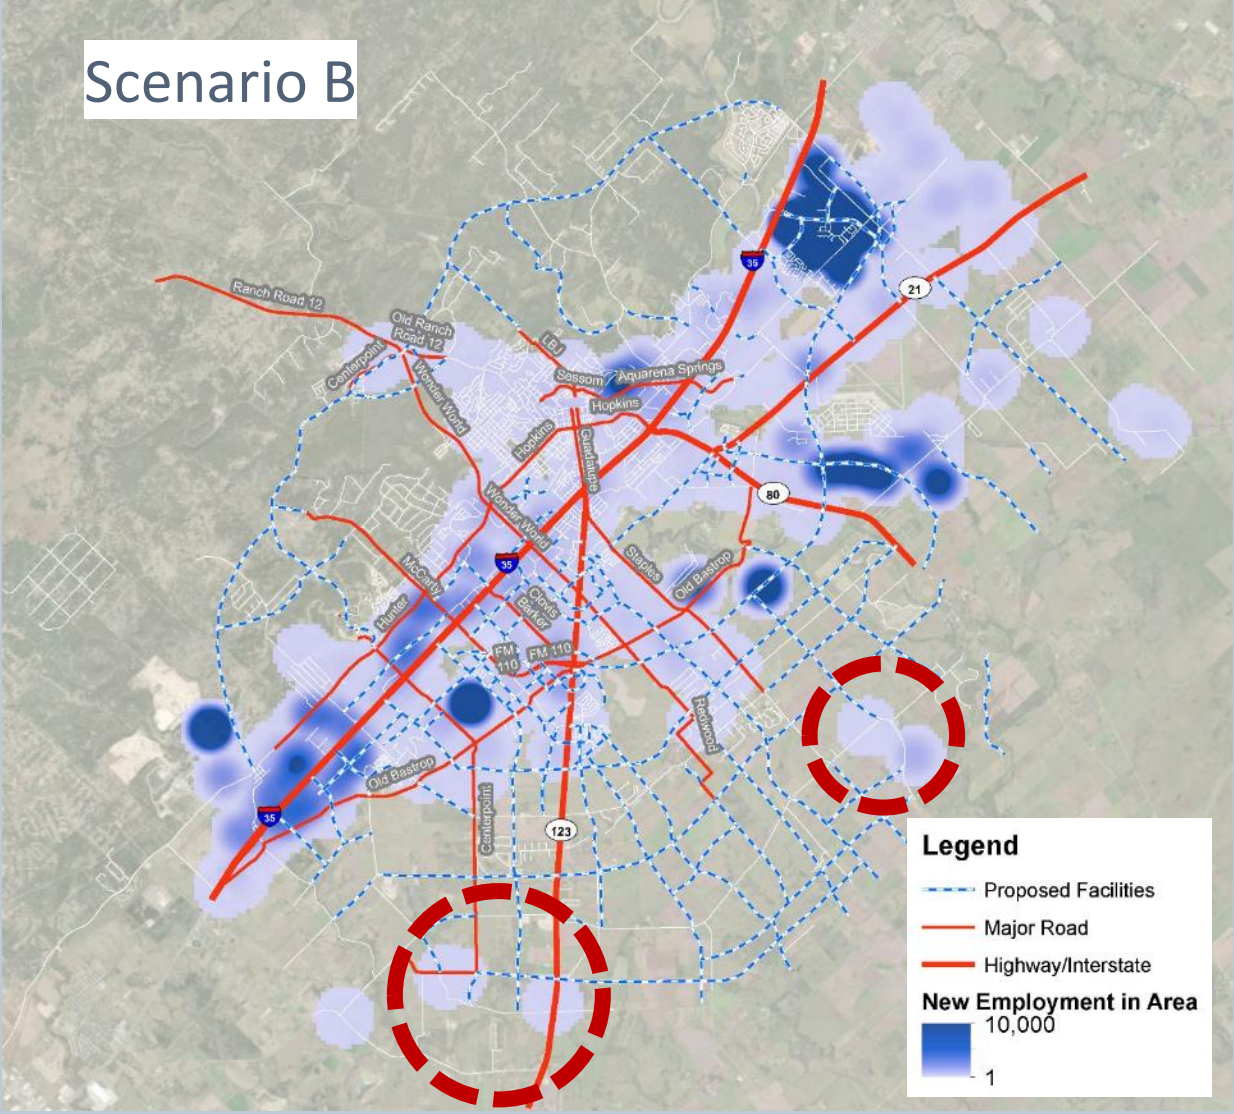 Scenario B
35
21
Ranch Road 12
Old Ranch
Road 12
Centerpoint
LBJ
Sessom
Aquarena Springs
Wonder World
Hopkins
Hopkins
Guadalupe
80
Wonder World
35
McCarty
Staples
Old Bastrop
Hunter
Clovis
Barker
FM
110
FM 110
Redwood
Old Bastrop
35
Centerpoint
123
Legend
Proposed Facilities
Major Road
Highway/Interstate
New Employment in Area
10,000
1